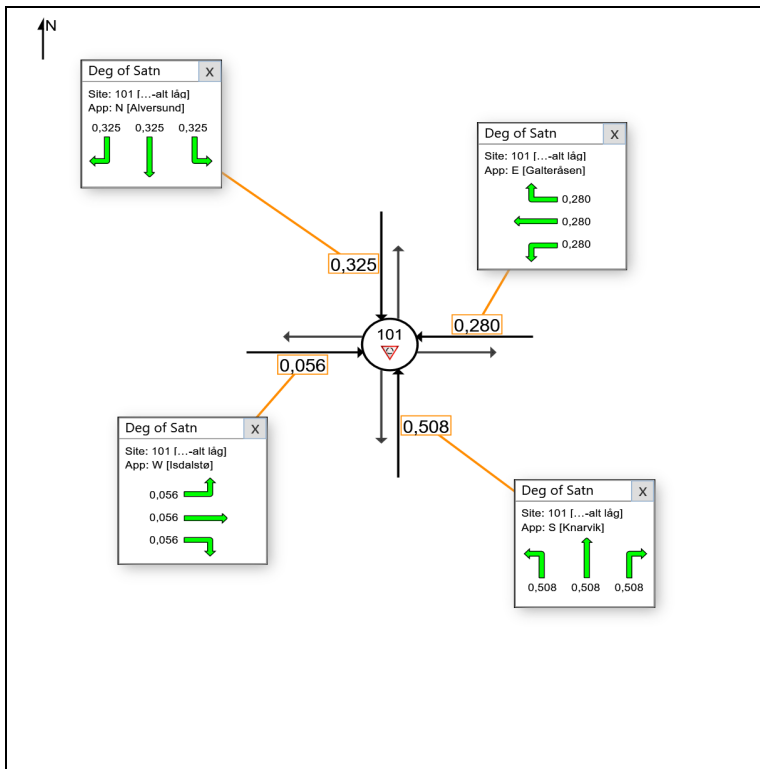 N
Deg of Satn X
Site: 101 [...-alt låg]
App: N [Alversund]
0,325 0,325 0,325
Deg of Satn X
Site: 101 [...-alt låg]
App: E [Galteråsen]
0,280
0,280
0,280
0,325
101
0,280
0,056
0,508
Deg of Satn X
Site: 101 [...-alt låg]
App: W [Isdalstø]
0,056
0,056
0,056
Deg of Satn X
Site: 101 [...-alt låg]
App: S [Knarvik]
0,508 0,508 0,508